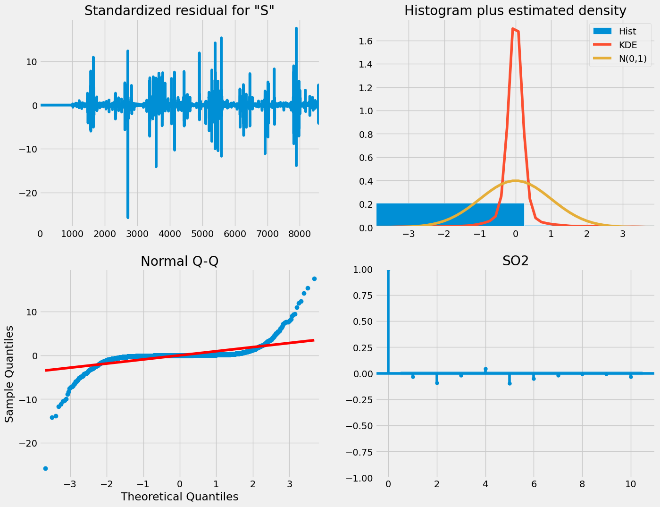 Standardized residual for "S"
10
0
−10
−20
0 1000 2000 3000 4000 5000 6000 7000 8000
Histogram plus estimated density
Hist
KDE
N(0,1)
1.6
1.4
1.2
1.0
0.8
0.6
0.4
0.2
0.0
−3 −2 −1 0 1 2 3
Normal Q-Q
Sample Quantiles
10
0
−10
−20
−3 −2 −1 0 1 2 3
Theoretical Quantiles
SO2
1.00
0.75
0.50
0.25
0.00
−0.25
−0.50
−0.75
−1.00
0 2 4 6 8 10